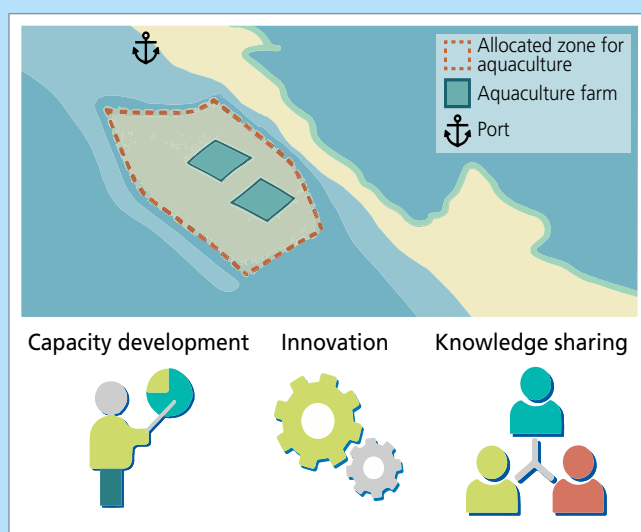 Allocated zone for
aquaculture
Aquaculture farm
Port
Capacity development
Innovation
Knowledge sharing